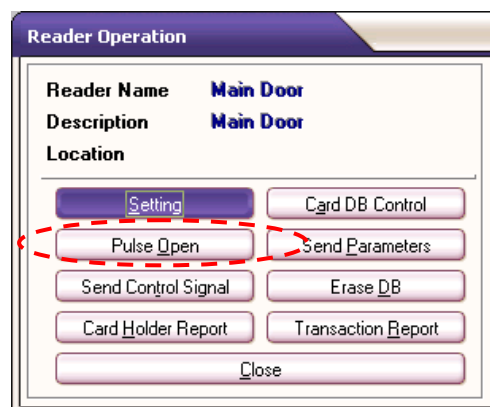 Reader Operation
Reader Name Main Door
Description Main Door
Location
Setting Card DB Control
Pulse Open Send Parameters
Send Control Signal Erase DB
Card Holder Report Transaction Report
Close